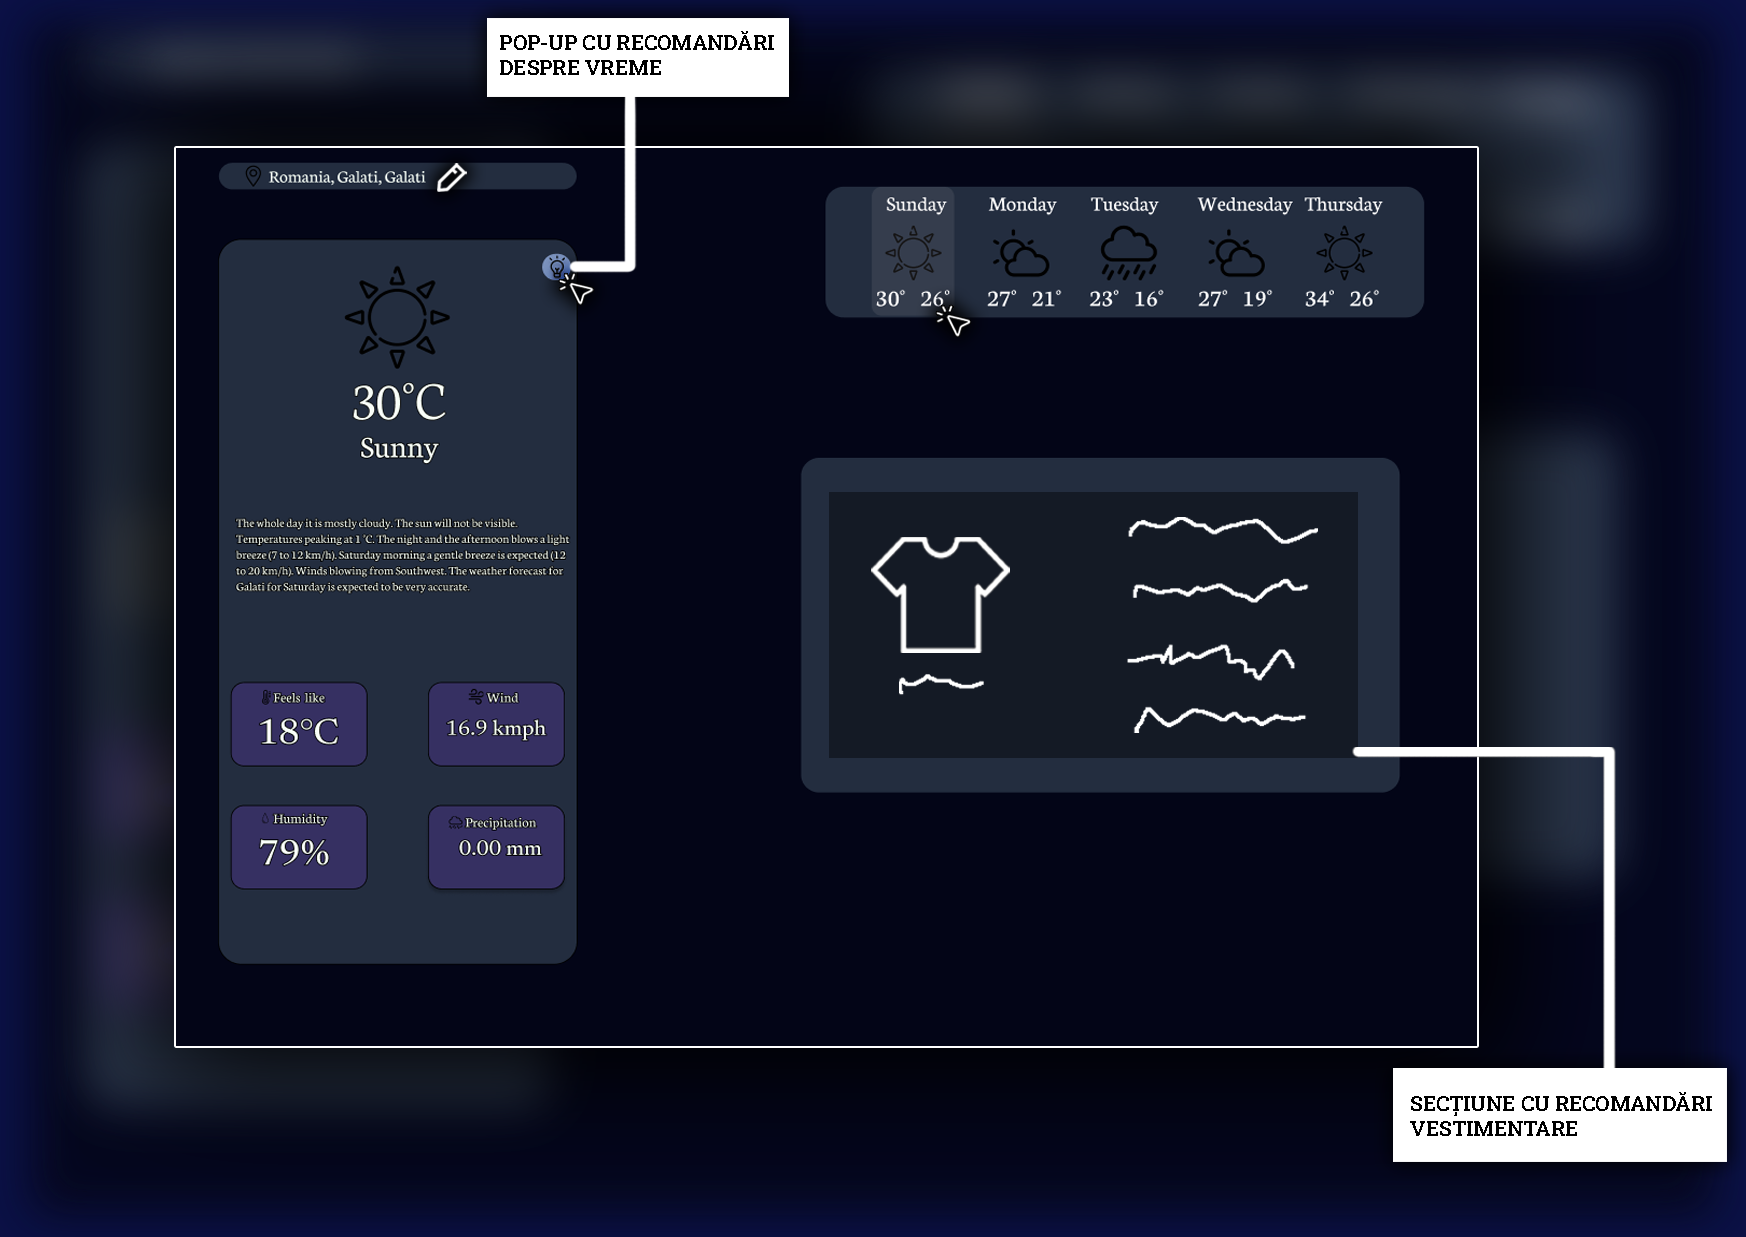 POP-UP CU RECOMANDĂRI
DESPRE VREME
Romania, Galati, Galati
Sunday
Monday
Tuesday
Wednesday
Thursday
30° 26°
27° 21°
23° 16°
27° 19°
34° 26°
30°C
Sunny
The whole day it is mostly cloudy. The sun will not be visible.
Temperatures peaking at 1 °C. The night and the afternoon blows a light
breeze (7 to 12 km/h). Saturday morning a gentle breeze is expected (12
to 20 km/h). Winds blowing from Southwest. The weather forecast for
Galati for Saturday is expected to be very accurate.
Feels like
18°C
Wind
16.9 kmph
Humidity
79%
Precipitation
0.00 mm
SECȚIUNE CU RECOMANDĂRI
VESTIMENTARE